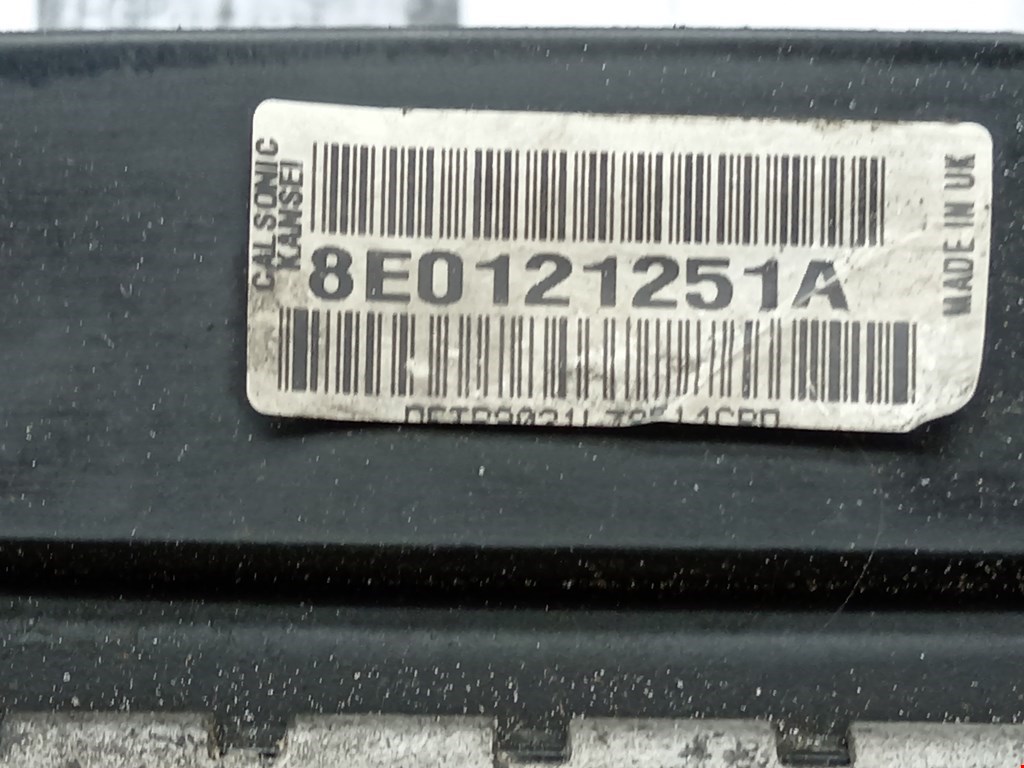 CALSONIC
KANSEI
8E0121251A
MADE IN UK